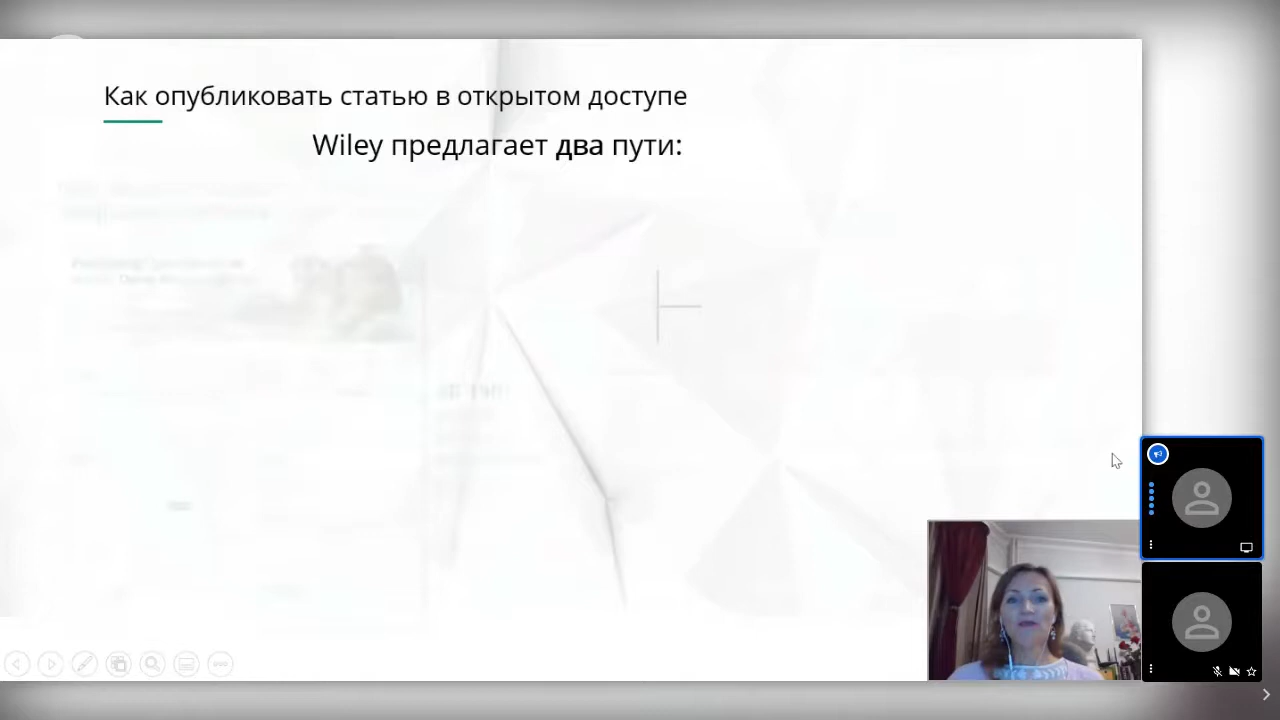 Как опубликовать статью в открытом доступе
Wiley предлагает два пути: